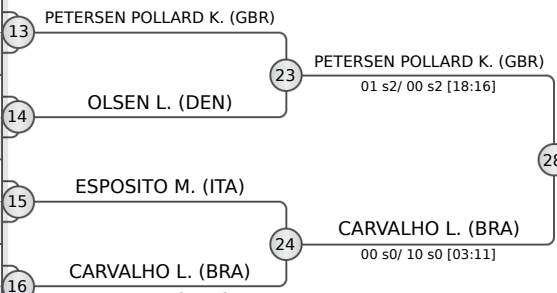 PETERSEN POLLARD K. (GBR)
13
PETERSEN POLLARD K. (GBR)
23
01 s2/ 00 s2 [18:16]
OLSEN L. (DEN)
14
28
ESPOSITO M. (ITA)
15
CARVALHO L. (BRA)
24
00 s0/ 10 s0 [03:11]
CARVALHO L. (BRA)
16